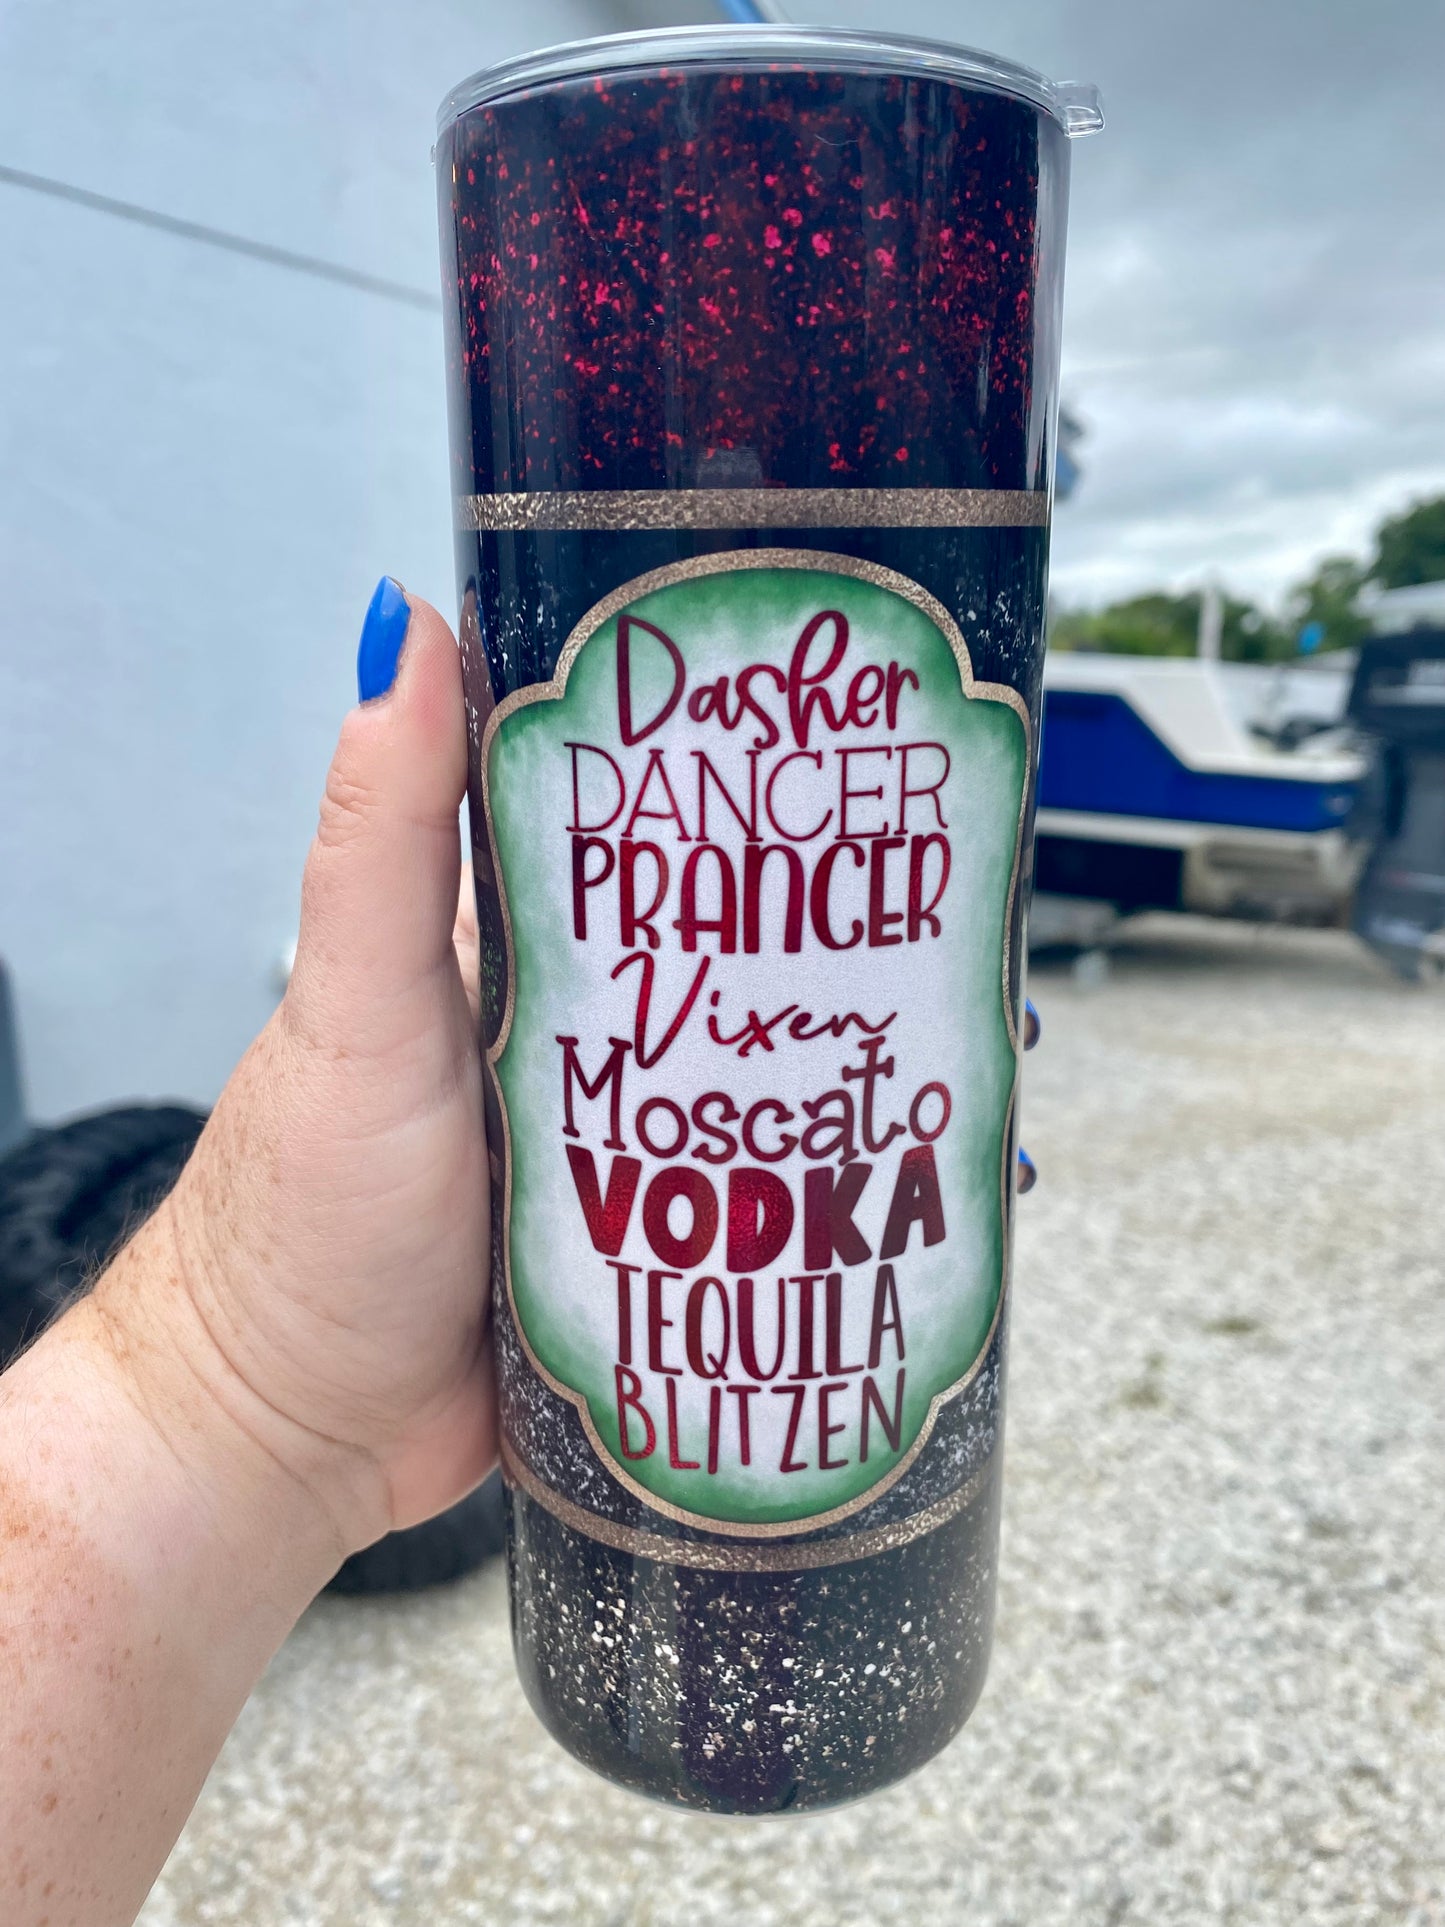 Dasher
DANCER
PRANCER
Vixen
Moscato
VODKA
TEQUILA
BLITZEN